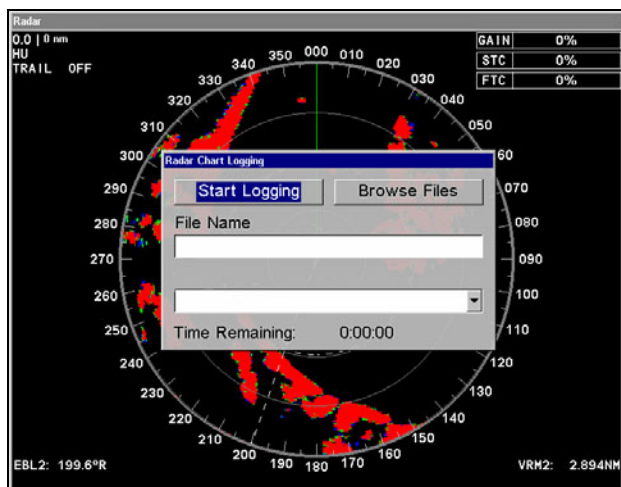 Radar
0.0 | 0 nm
HU
TRAIL OFF
GAIN 0%
STC 0%
FTC 0%
350 000 010
340 020
330 030
320 040
310 050
300 60
290 070
280 080
270 090
260 100
250 110
240 120
230 130
220 140
210 150
200 190 180 170 160
Radar Chart Logging
Start Logging Browse Files
File Name
Time Remaining: 0:00:00
EBL2: 199.6°R
VRM2: 2.894NM